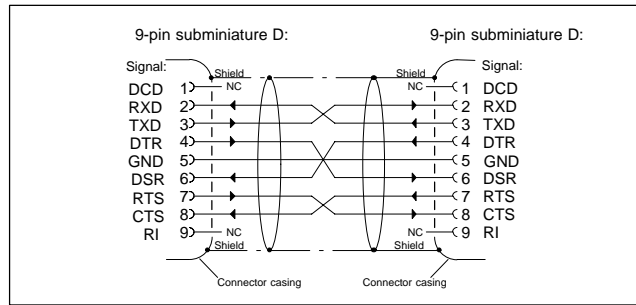 9-pin subminiature D: 9-pin subminiature D:
Signal: Signal:
Shield Shield
DCD 1 NC NC 1 DCD
RXD 2 2 RXD
TXD 3 3 TXD
DTR 4 4 DTR
GND 5 5 GND
DSR 6 6 DSR
RTS 7 7 RTS
CTS 8 8 CTS
RI 9 NC NC 9 RI
Shield Shield
Connector casing Connector casing